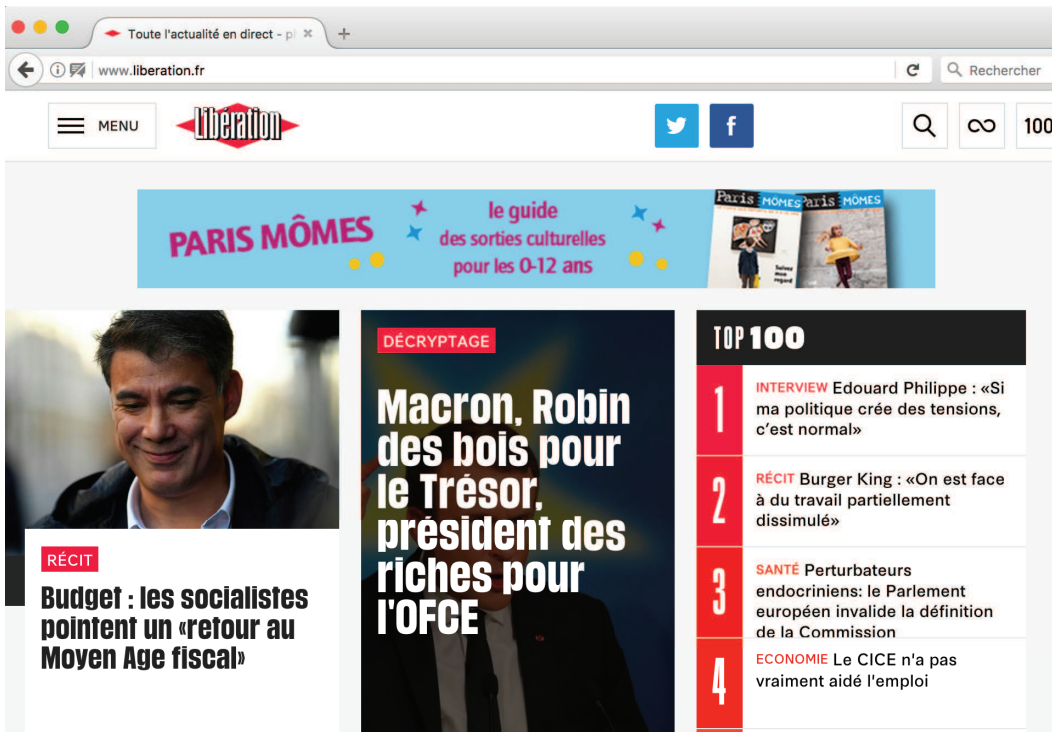 Toute l'actualité en direct - p
www.liberation.fr
Rechercher
MENU
Libération
f
100
PARIS MÔMES
le guide
des sorties culturelles
pour les 0-12 ans
Paris MÔMES
Paris MÔMES
Suivez
mon
regard
RÉCIT
Budget : les socialistes
pointent un «retour au
Moyen Age fiscal»
DÉCRYPTAGE
Macron, Robin
des bois pour
le Trésor,
président des
riches pour
l'OFCE
TOP 100
1
INTERVIEW Edouard Philippe : «Si
ma politique crée des tensions,
c'est normal»
2
RÉCIT Burger King : «On est face
à du travail partiellement
dissimulé»
3
SANTÉ Perturbateurs
endocriniens: le Parlement
européen invalide la définition
de la Commission
4
ECONOMIE Le CICE n'a pas
vraiment aidé l'emploi